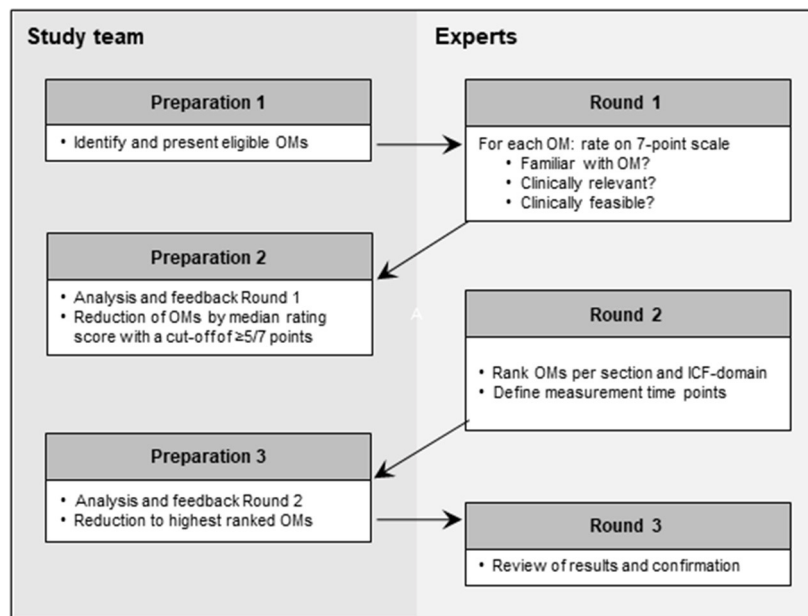 Study team
Experts
Preparation 1
• Identify and present eligible OMs
Round 1
For each OM: rate on 7-point scale
• Familiar with OM?
• Clinically relevant?
• Clinically feasible?
Preparation 2
• Analysis and feedback Round 1
• Reduction of OMs by median rating
score with a cut-off of ≥5/7 points
A
Round 2
• Rank OMs per section and ICF-domain
• Define measurement time points
Preparation 3
• Analysis and feedback Round 2
• Reduction to highest ranked OMs
Round 3
• Review of results and confirmation